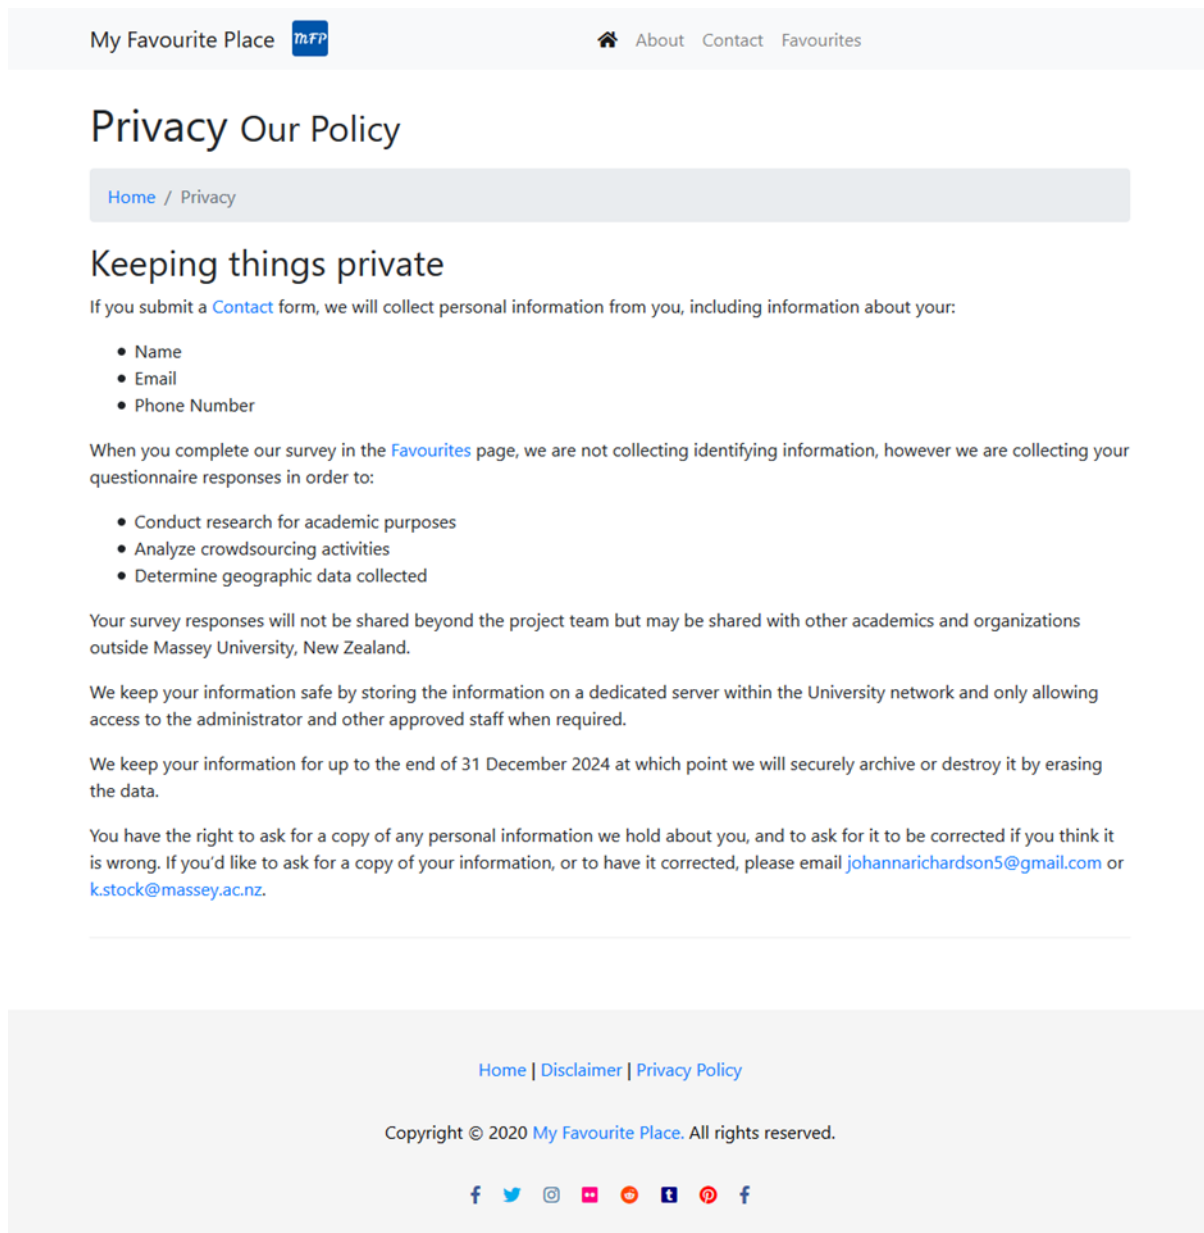 My Favourite Place MFP About Contact Favourites
Privacy Our Policy
Home / Privacy
Keeping things private
If you submit a Contact form, we will collect personal information from you, including information about your:
• Name
• Email
• Phone Number
When you complete our survey in the Favourites page, we are not collecting identifying information, however we are collecting your
questionnaire responses in order to:
• Conduct research for academic purposes
• Analyze crowdsourcing activities
• Determine geographic data collected
Your survey responses will not be shared beyond the project team but may be shared with other academics and organizations
outside Massey University, New Zealand.
We keep your information safe by storing the information on a dedicated server within the University network and only allowing
access to the administrator and other approved staff when required.
We keep your information for up to the end of 31 December 2024 at which point we will securely archive or destroy it by erasing
the data.
You have the right to ask for a copy of any personal information we hold about you, and to ask for it to be corrected if you think it
is wrong. If you'd like to ask for a copy of your information, or to have it corrected, please email johannarichardson5@gmail.com or
k.stock@massey.ac.nz.
Home | Disclaimer | Privacy Policy
Copyright © 2020 My Favourite Place. All rights reserved.